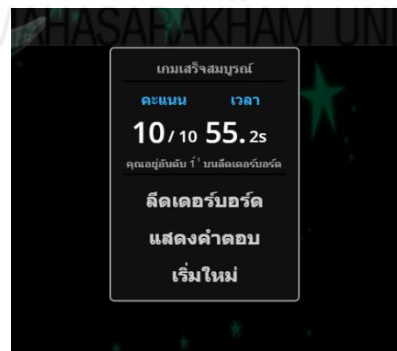 MAHASARAKHAM UNI
เกมเสร็จสมบูรณ์
คะแนน เวลา
10/ 10 55.2s
คุณอยู่อันดับ 1 บนลีดเดอร์บอร์ด
ลีดเดอร์บอร์ด
แสดงคำตอบ
เริ่มใหม่